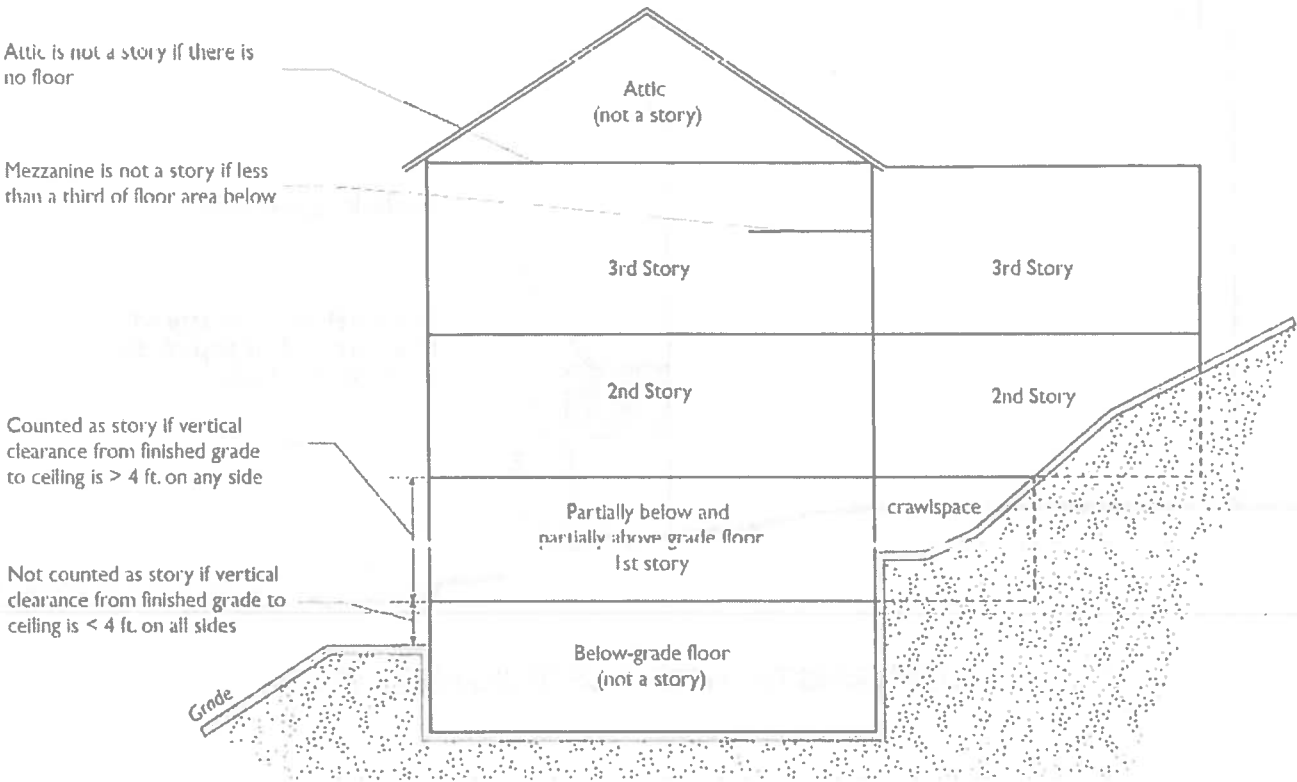 Attic is not a story if there is
no floor
Attic
(not a story)
Mezzanine is not a story if less
than a third of floor area below
3rd Story
3rd Story
2nd Story
2nd Story
Counted as story if vertical
clearance from finished grade
to ceiling is > 4 ft. on any side
Partially below and
partially above grade floor
1st story
crawlspace
Not counted as story if vertical
clearance from finished grade to
ceiling is < 4 ft. on all sides
Below-grade floor
(not a story)
Grade